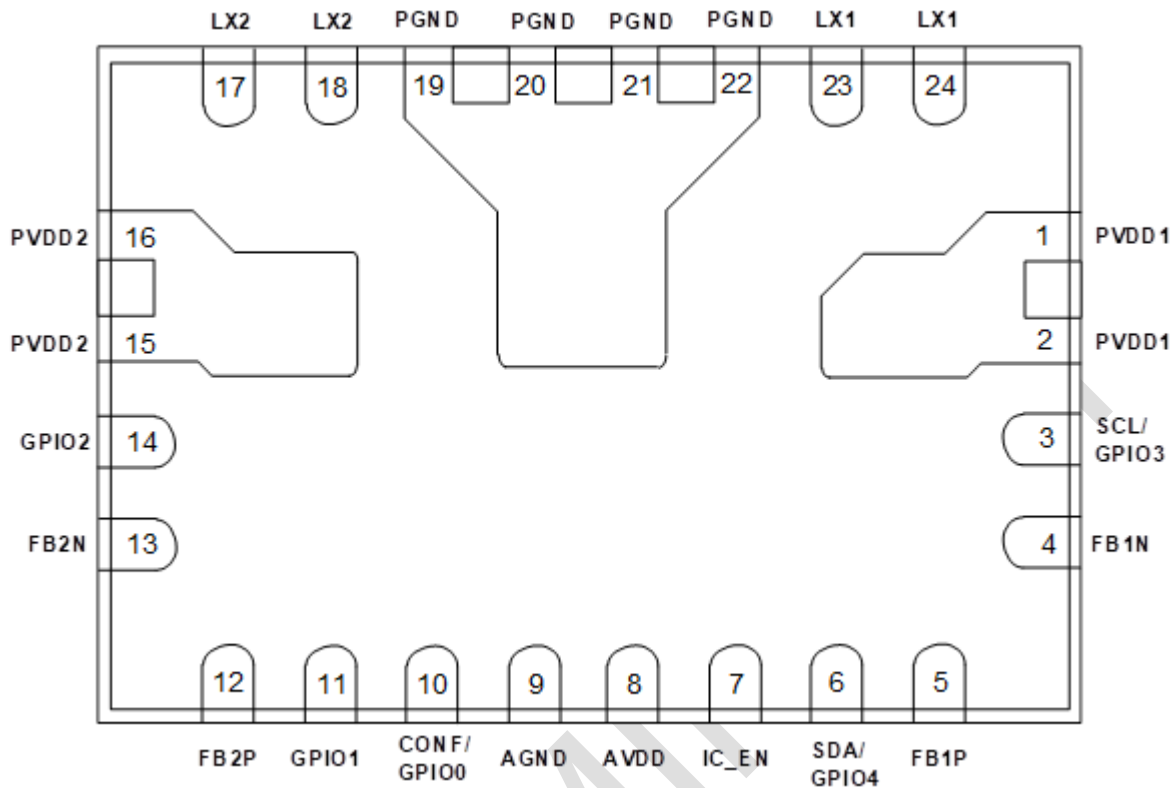 LX2 LX2 PGND PGND PGND PGND LX1 LX1
17 18 19 20 21 22 23 24
PVDD2 16 1 PVDD1
PVDD2 15 2 PVDD1
GPIO2 14 3 SCL/
GPIO3
FB2N 13 4 FB1N
12 11 10 9 8 7 6 5
FB2P GPIO1 CONF/ AGND AVDD IC_EN SDA/ FB1P
GPIO0 GPIO4